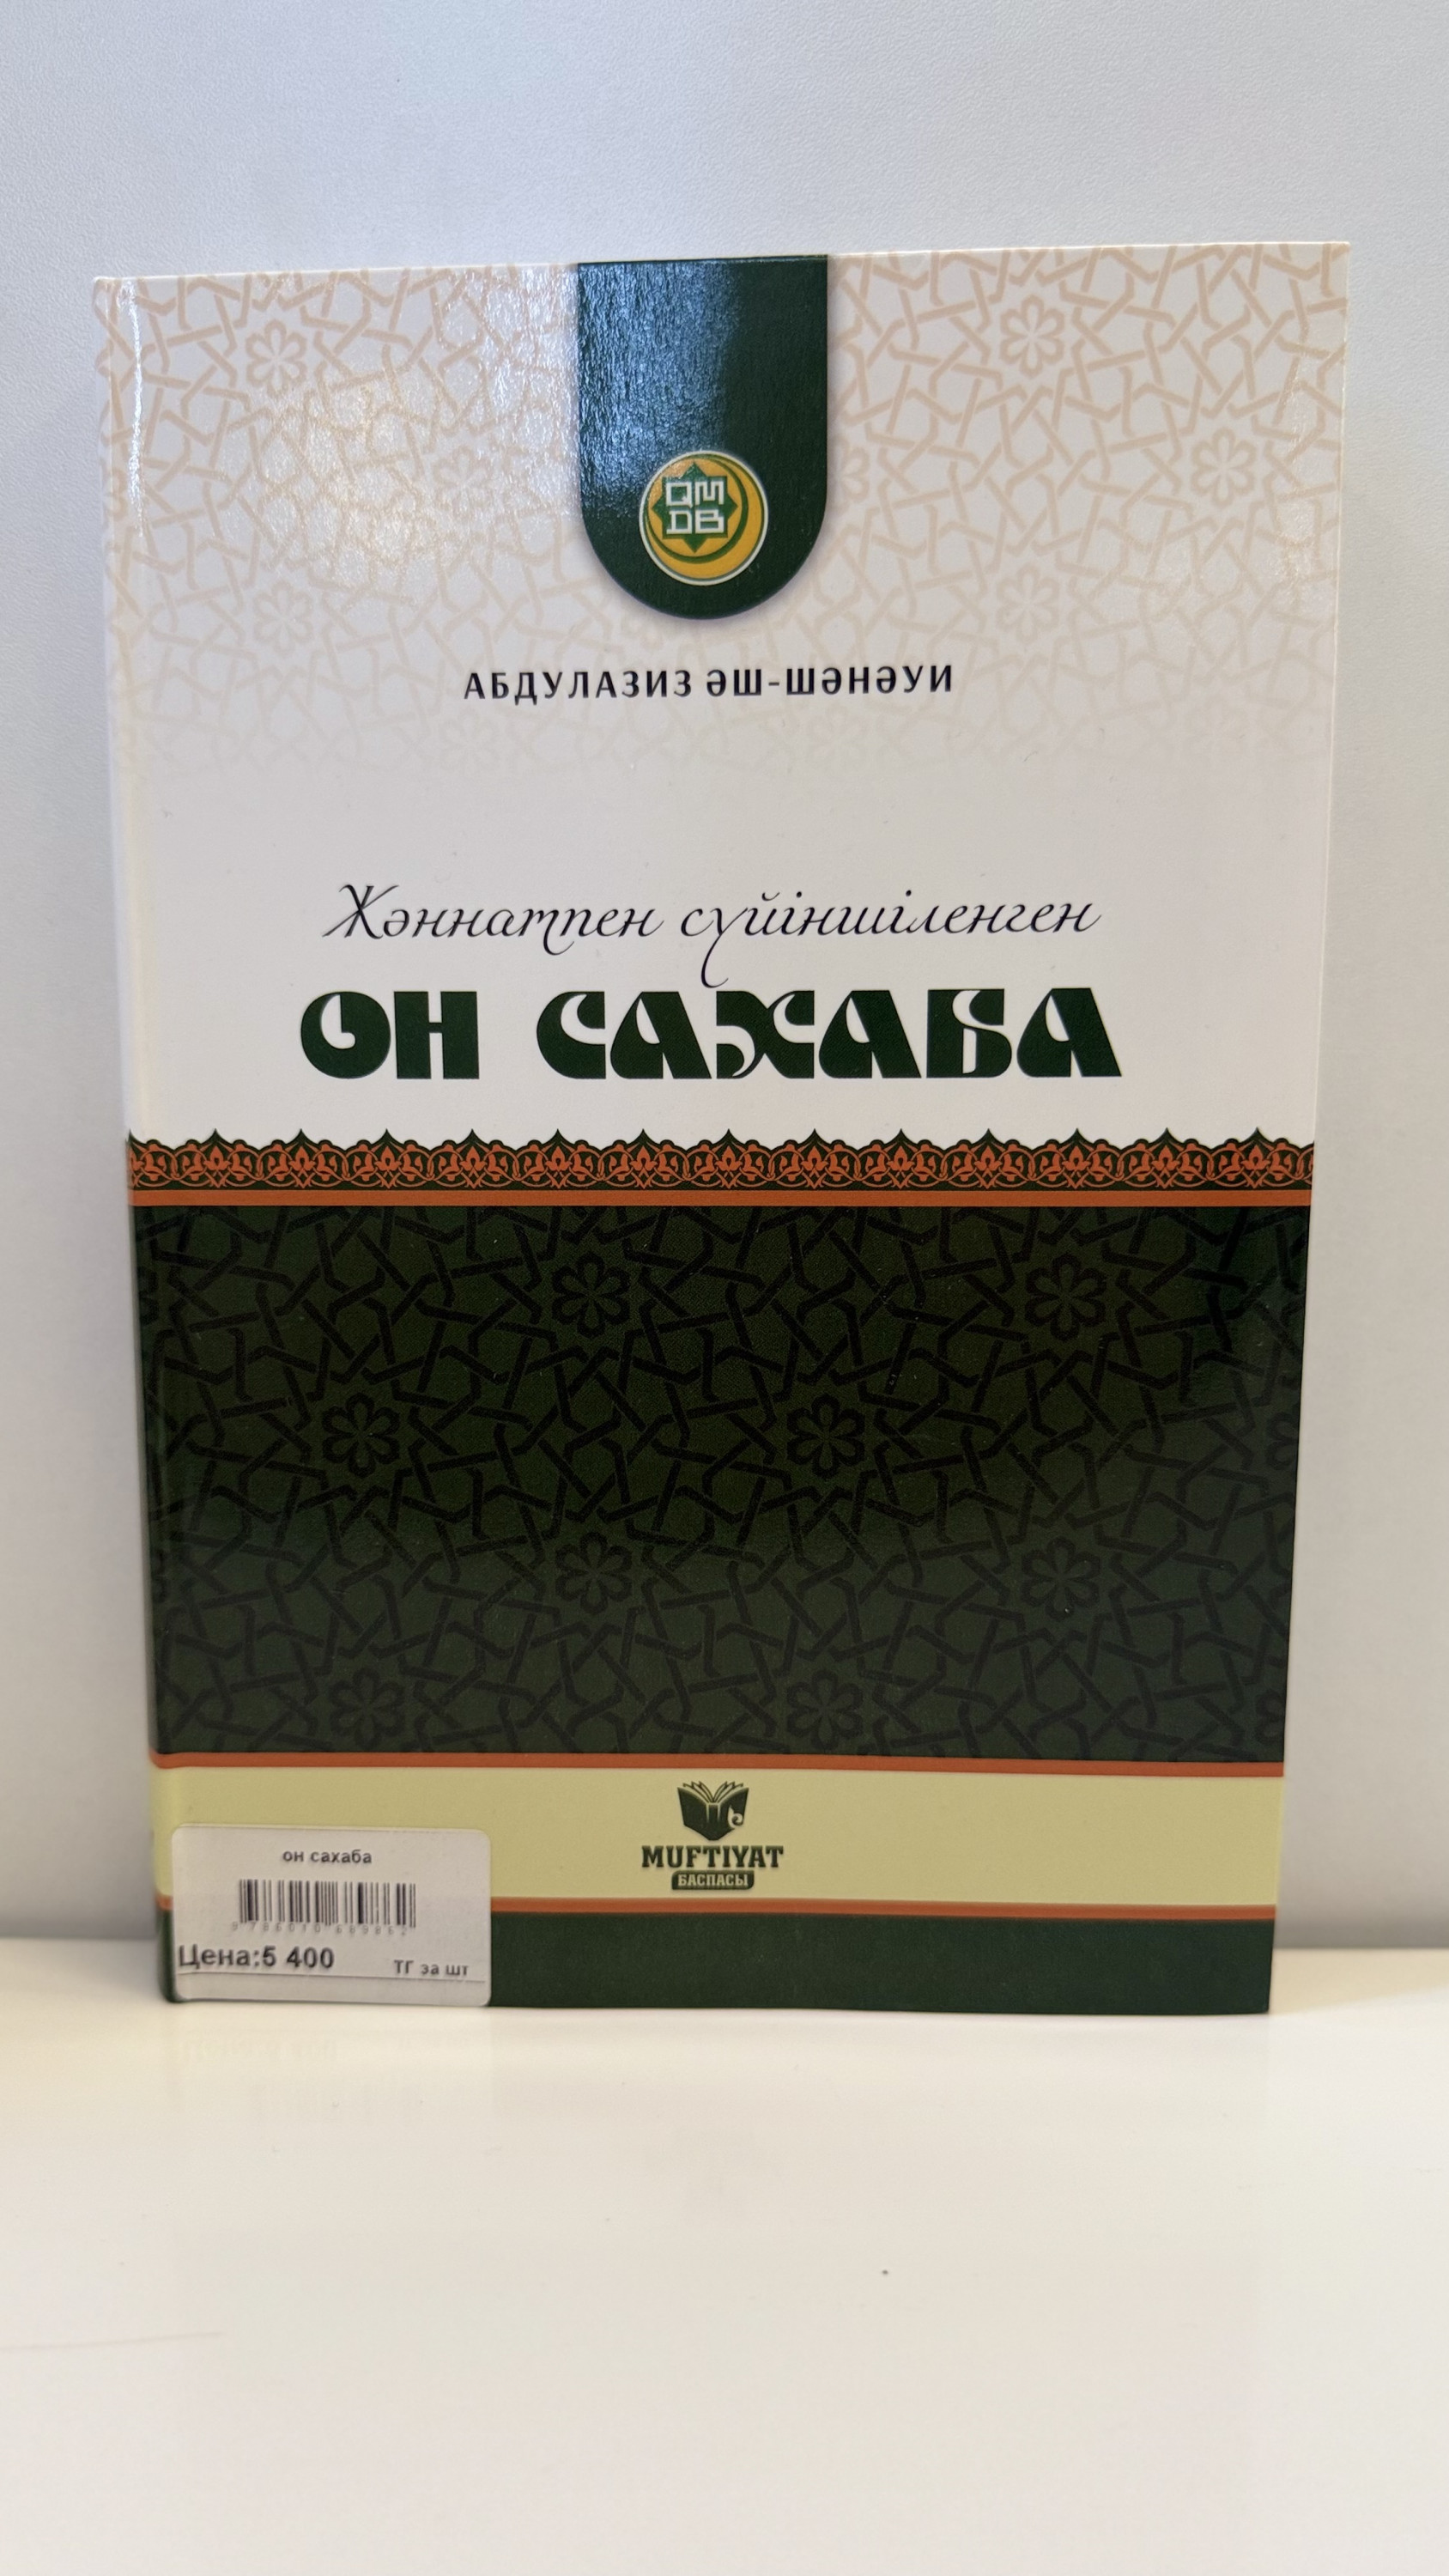 QM
DB
АБДУЛАЗИЗ ӘШ-ШӘНӘУИ
Жәннатпен сүйіншіленген
ОН САХАБА
MUFTIYAT
БАСПАСЫ
он сахаба
Цена:5 400 ТГ за шт